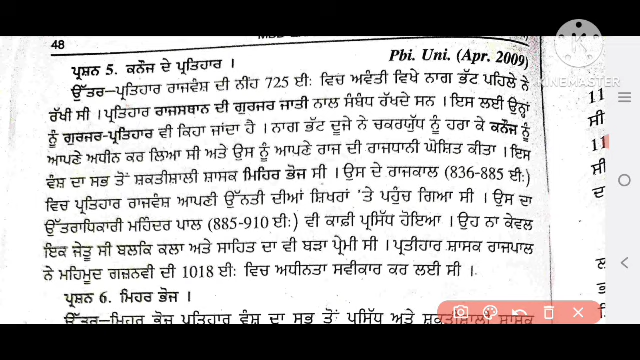 48
Pbi. Uni. (Apr. 2009)
ਪ੍ਰਸ਼ਨ 5. ਕਨੌਜ ਦੇ ਪ੍ਰਤਿਹਾਰ ।
ਉੱਤਰ–ਪ੍ਰਤਿਹਾਰ ਰਾਜਵੰਸ਼ ਦੀ ਨੀਂਹ 725 ਈ: ਵਿਚ ਅਵੰਤੀ ਵਿਖੇ ਨਾਗ ਭੱਟ ਪਹਿਲੇ ਨੇ
ਰੱਖੀ ਸੀ । ਪ੍ਰਤਿਹਾਰ ਰਾਜਸਥਾਨ ਦੀ ਗੁਰਜਰ ਜਾਤੀ ਨਾਲ ਸੰਬੰਧ ਰੱਖਦੇ ਸਨ । ਇਸ ਲਈ ਉਨ੍ਹਾਂ
ਨੂੰ ਗੁਰਜਰ-ਪ੍ਰਤਿਹਾਰ ਵੀ ਕਿਹਾ ਜਾਂਦਾ ਹੈ । ਨਾਗ ਭੱਟ ਦੂਜੇ ਨੇ ਚਕਰਯੁੱਧ ਨੂੰ ਹਰਾ ਕੇ ਕਨੌਜ ਨੂੰ
ਆਪਣੇ ਅਧੀਨ ਕਰ ਲਿਆ ਸੀ ਅਤੇ ਉਸ ਨੂੰ ਆਪਣੇ ਰਾਜ ਦੀ ਰਾਜਧਾਨੀ ਘੋਸ਼ਿਤ ਕੀਤਾ । ਇਸ
ਵੰਸ਼ ਦਾ ਸਭ ਤੋਂ ਸ਼ਕਤੀਸ਼ਾਲੀ ਸ਼ਾਸਕ ਮਿਹਿਰ ਭੋਜ ਸੀ । ਉਸ ਦੇ ਰਾਜਕਾਲ (836-885 ਈ:)
ਵਿਚ ਪ੍ਰਤਿਹਾਰ ਰਾਜਵੰਸ਼ ਆਪਣੀ ਉੱਨਤੀ ਦੀਆਂ ਸ਼ਿਖਰਾਂ 'ਤੇ ਪਹੁੰਚ ਗਿਆ ਸੀ । ਉਸ ਦਾ
ਉੱਤਰਾਧਿਕਾਰੀ ਮਹਿੰਦਰ ਪਾਲ (885-910 ਈ:) ਵੀ ਕਾਫ਼ੀ ਪ੍ਰਸਿੱਧ ਹੋਇਆ । ਉਹ ਨਾ ਕੇਵਲ
ਇਕ ਜੇਤੂ ਸੀ ਬਲਕਿ ਕਲਾ ਅਤੇ ਸਾਹਿਤ ਦਾ ਵੀ ਬੜਾ ਪ੍ਰੇਮੀ ਸੀ । ਪ੍ਰਤੀਹਾਰ ਸ਼ਾਸਕ ਰਾਜਪਾਲ
ਨੇ ਮਹਿਮੂਦ ਗਜ਼ਨਵੀ ਦੀ 1018 ਈ: ਵਿਚ ਅਧੀਨਤਾ ਸਵੀਕਾਰ ਕਰ ਲਈ ਸੀ ।
ਪ੍ਰਸ਼ਨ 6. ਮਿਹਰ ਭੋਜ ।
ਉੱਤਰ–ਮਿਹਰ ਭੋਜ ਪ੍ਰਤਿਹਾਰ ਵੰਸ਼ ਦਾ ਸਭ ਤੋਂ ਪ੍ਰਸਿੱਧ ਅਤੇ ਸ਼ਕਤੀਸ਼ਾਲੀ ਸ਼ਾਸਕ
KINEMASTER
11
ਸੀ
11
ਸੀ
ਦਾ